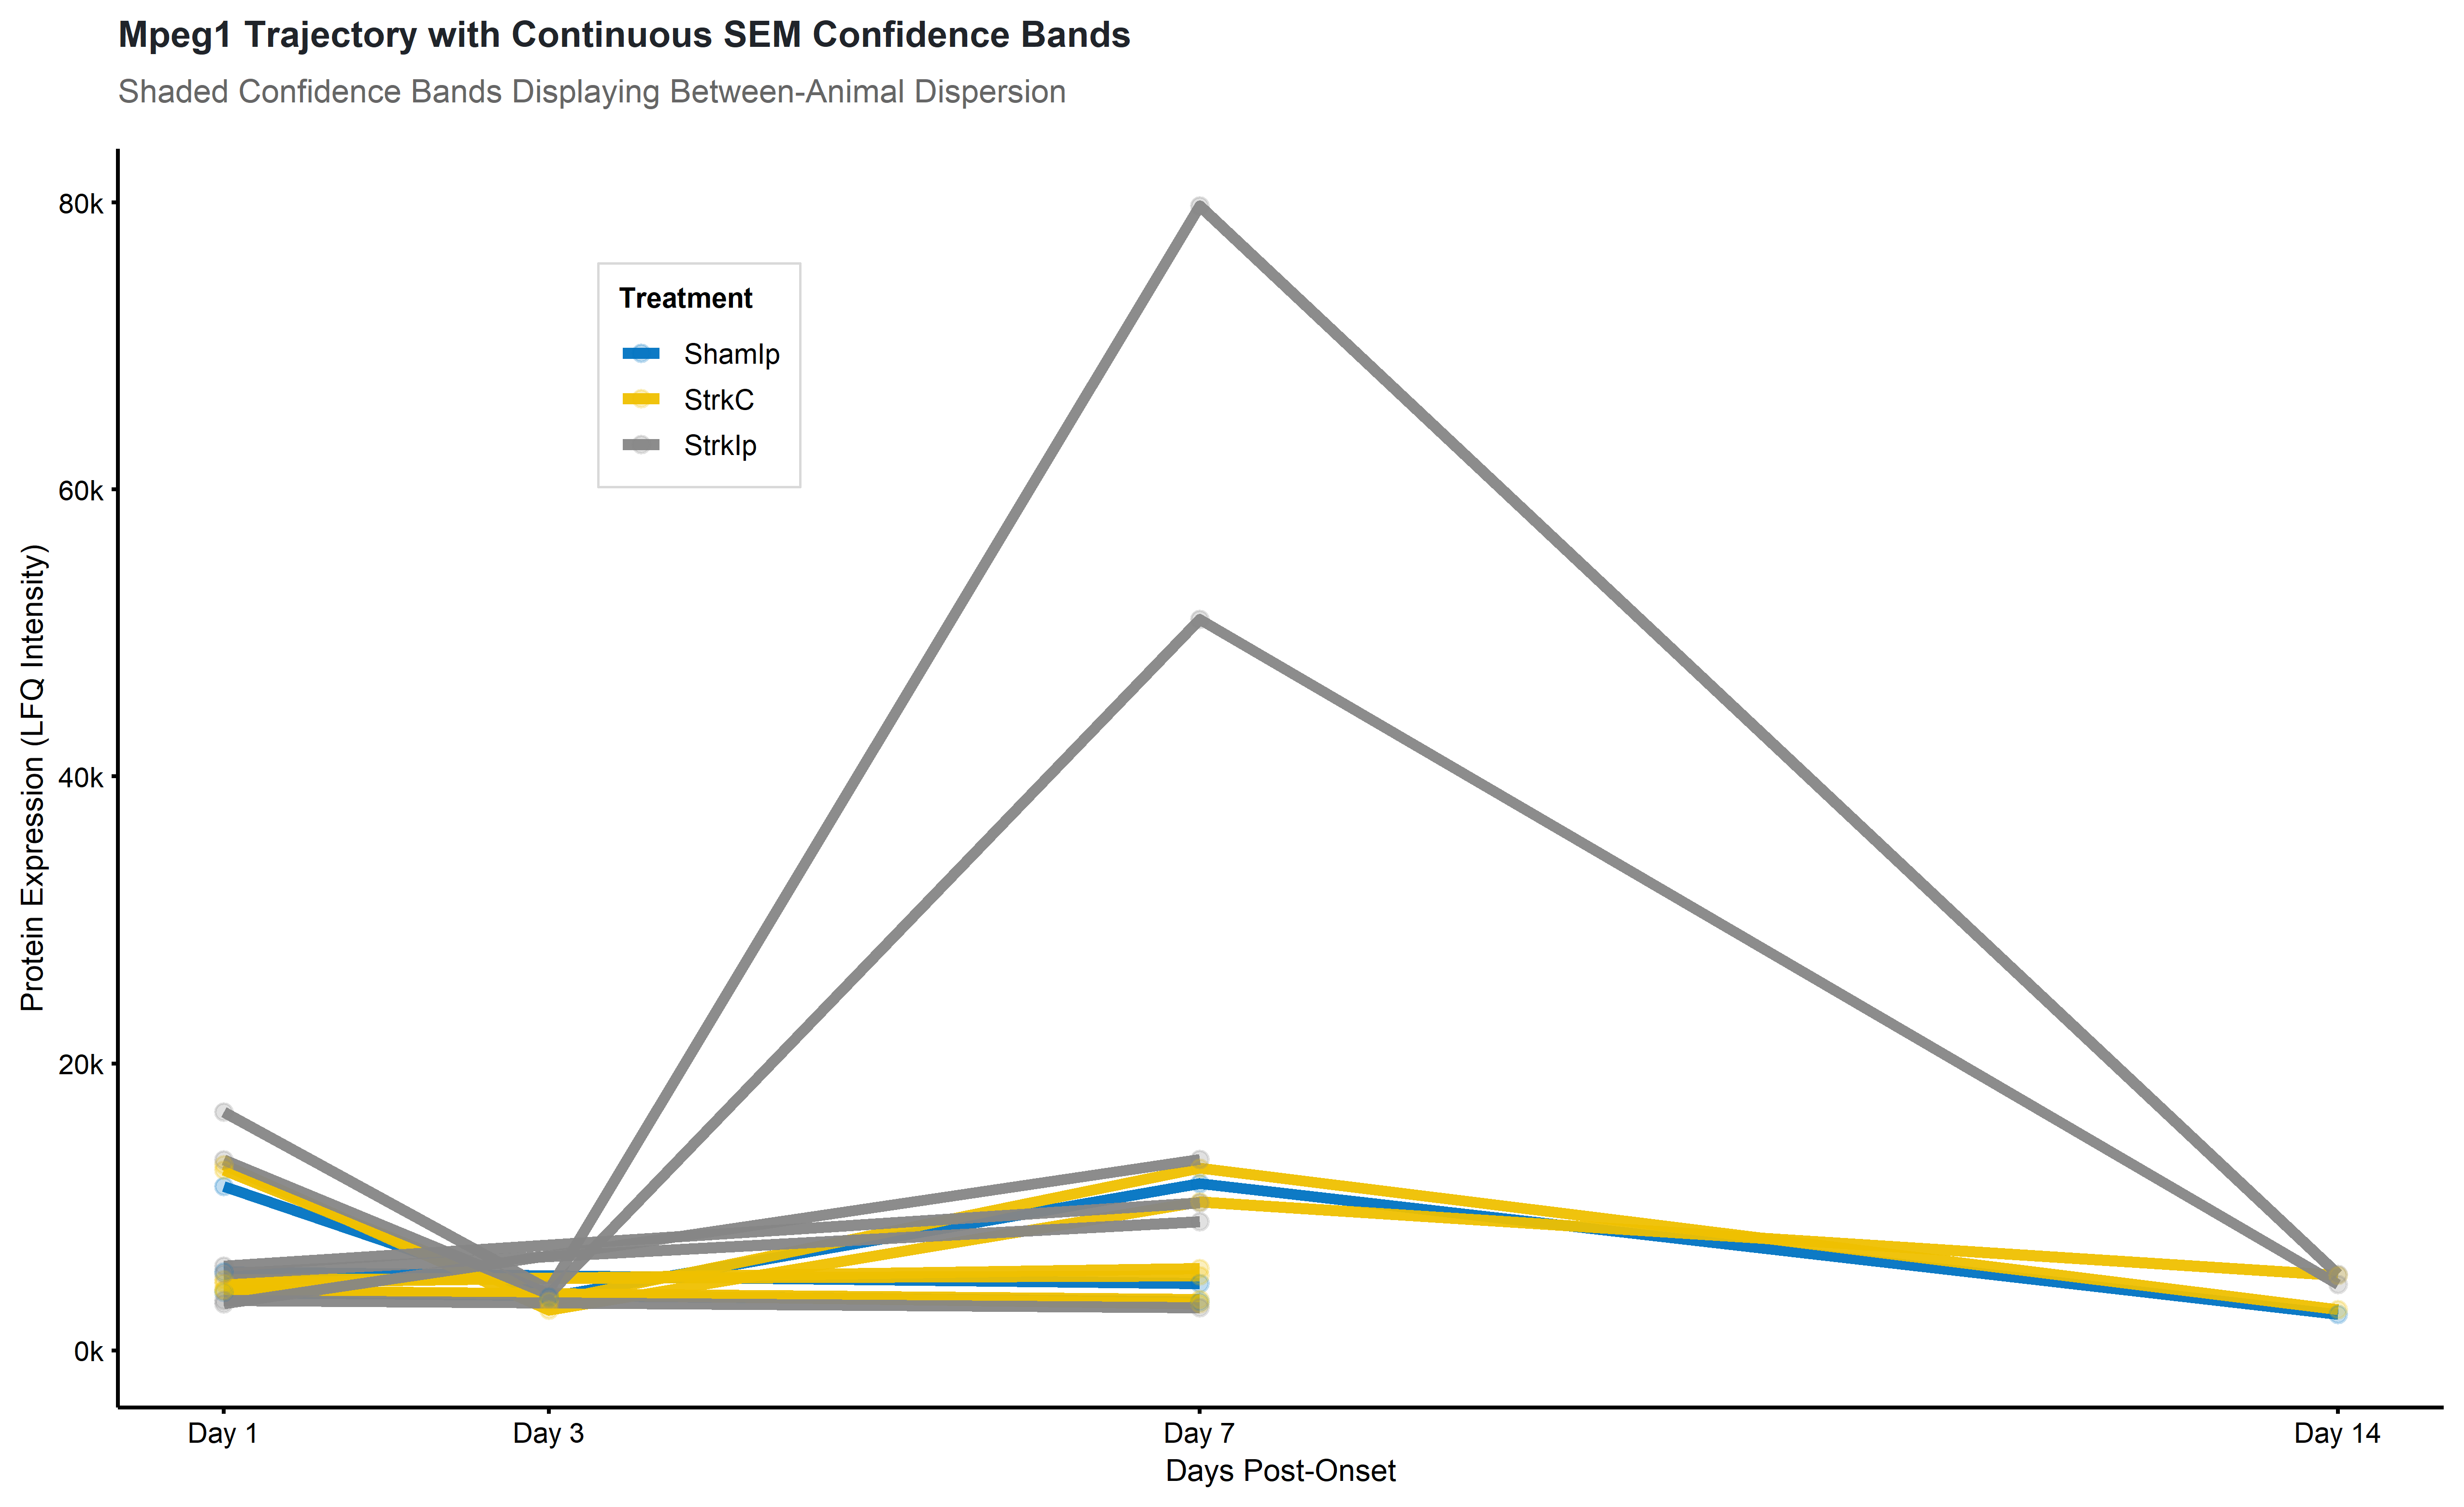 Mpeg1 Trajectory with Continuous SEM Confidence Bands
Shaded Confidence Bands Displaying Between-Animal Dispersion
Protein Expression (LFQ Intensity)
80k
60k
40k
20k
0k
Treatment
ShamIp
StrkC
StrkIp
Day 1
Day 3
Day 7
Day 14
Days Post-Onset